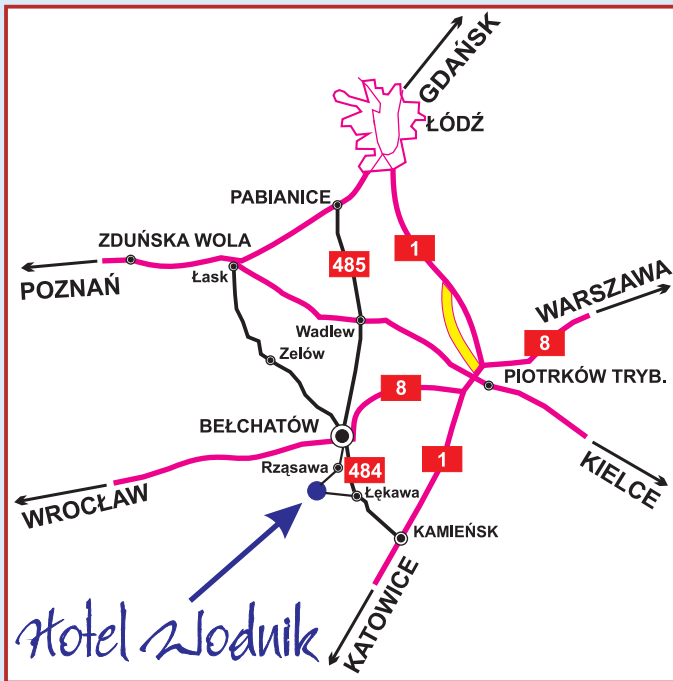 GDAŃSK
ŁÓDŹ
PABIANICE
ZDUŃSKA WOLA
1
485
Łask
POZNAŃ
WARSZAWA
Wadlew
8
Zelów
PIOTRKÓW TRYB.
8
BEŁCHATÓW
1
Rząsawa
484
KIELCE
WROCŁAW
Łękawa
KAMIEŃSK
KATOWICE
Hotel Wodnik